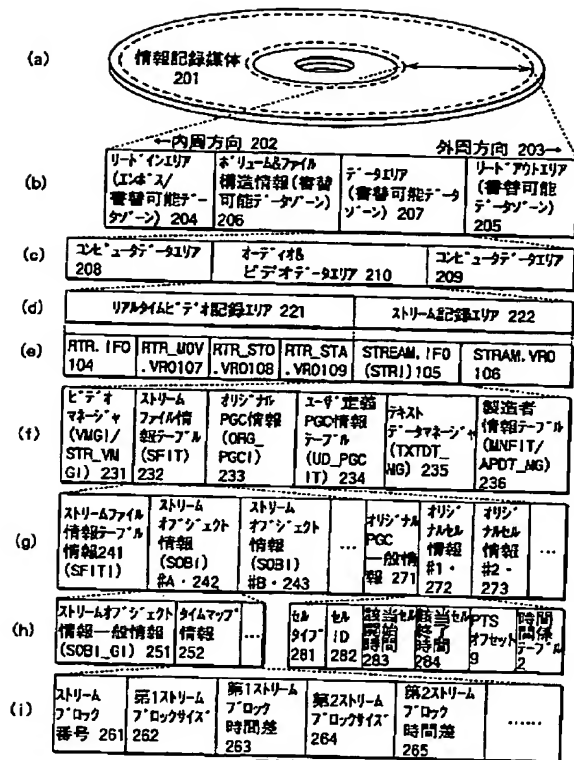 (a)
情報記録媒体
201
←内周方向 202
外周方向 203→
(b)
リードインエリア
(エンボス/
書替可能デー
タゾーン) 204
ボリューム&ファイル
構造情報(書替
可能データゾーン)
206
データエリア
(書替可能データ
ゾーン) 207
リードアウトエリア
(書替可能
データゾーン)
205
(c)
コンピュータデータエリア
208
オーディオ&
ビデオデータエリア 210
コンピュータデータエリア
209
(d)
リアルタイムビデオ記録エリア 221
ストリーム記録エリア 222
(e)
RTR.IFO
104
RTR_MOV
.VRO107
RTR_STO
.VRO108
RTR_STA
.VRO109
STREAM.IFO
(STRI)105
STRAM.VRO
106
(f)
ビデオ
マネージャ
(VMGI/
STR_VM
GI) 231
ストリーム
ファイル情
報テーブル
(SFIT)
232
オリジナル
PGC情報
(ORG_
PGCI)
233
ユーザ定義
PGC情報
テーブル
(UD_PGC
IT) 234
テキスト
データマネージャ
(TXTDT_
MG) 235
製造者
情報テーブル
(MNFIT/
APDT_MG)
236
(g)
ストリームファイル
情報テーブル
情報241
(SFITI)
ストリーム
オブジェクト
情報
(SOBI)
#A・242
ストリーム
オブジェクト
情報
(SOBI)
#B・243
…
オリジナル
PGC
一般情
報 271
オリジ
ナルセル
情報
#1・
272
オリジ
ナルセル
情報
#2・
273
…
(h)
ストリームオブジェクト
情報一般情報
(SOBI_GI) 251
タイムマップ
情報
252
…
セル
タイプ
281
セル
ID
282
該当セル
開始
時間
283
該当セル
終了
時間
284
PTS
オフセット
9
時間
関係
テーブル
2
(i)
ストリーム
ブロック
番号 261
第1ストリーム
ブロックサイズ
262
第1ストリーム
ブロック
時間差
263
第2ストリーム
ブロックサイズ
264
第2ストリーム
ブロック
時間差
265
……